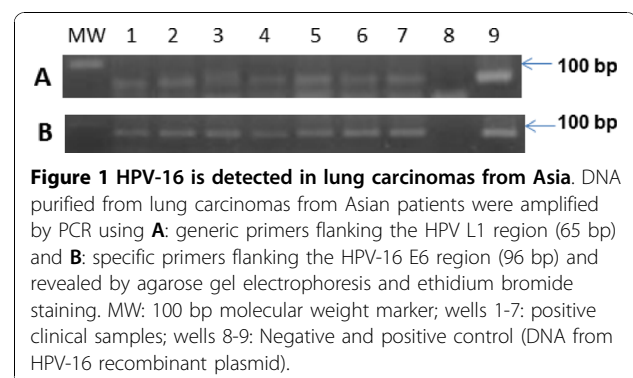 MW 1 2 3 4 5 6 7 8 9
A 100 bp
B 100 bp
Figure 1 HPV-16 is detected in lung carcinomas from Asia. DNA
purified from lung carcinomas from Asian patients were amplified
by PCR using A: generic primers flanking the HPV L1 region (65 bp)
and B: specific primers flanking the HPV-16 E6 region (96 bp) and
revealed by agarose gel electrophoresis and ethidium bromide
staining. MW: 100 bp molecular weight marker; wells 1-7: positive
clinical samples; wells 8-9: Negative and positive control (DNA from
HPV-16 recombinant plasmid).